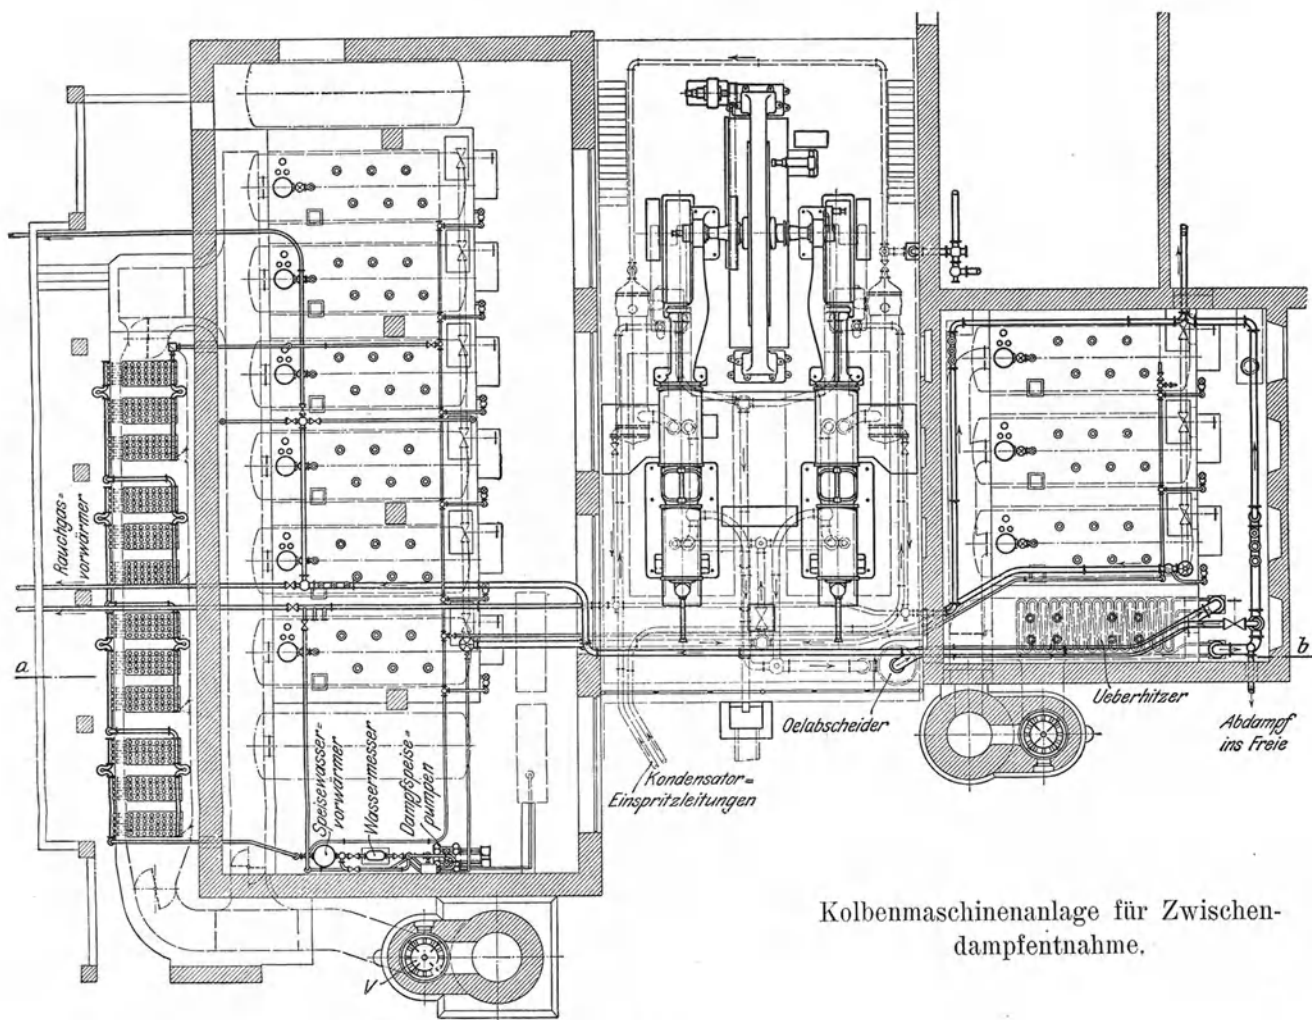 Rauchgas=
vorwärmer
a
Speisewasser=
vorwärmer
Wassermesser
Dampfspeise=
pumpen
V
Kondensator=
Einspritzleitungen
Oelabscheider
Ueberhitzer
b
Abdampf
ins Freie
Kolbenmaschinenanlage für Zwischen-
dampfentnahme.